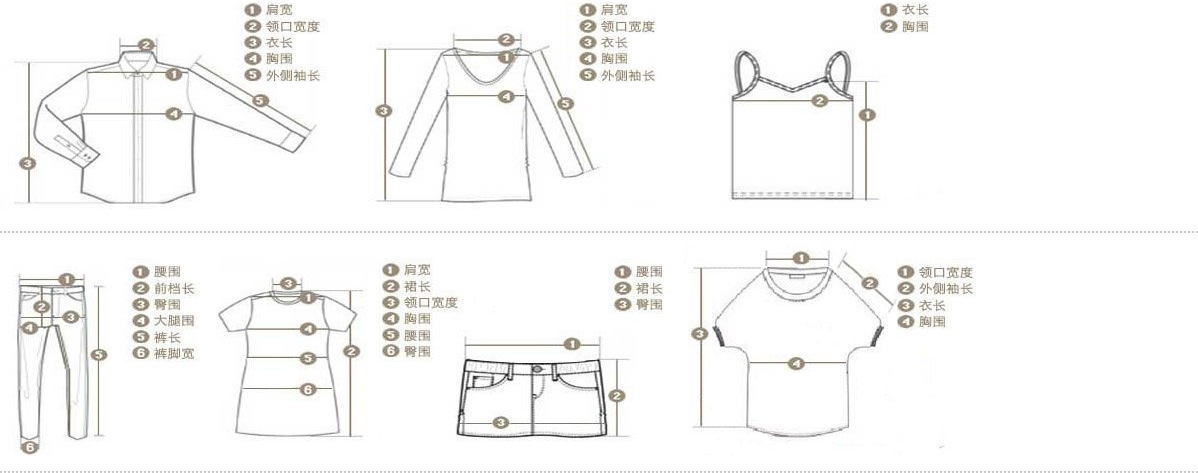 1 肩宽
2 领口宽度
3 衣长
4 胸围
5 外侧袖长
2
1
5
4
3
1 肩宽
2 领口宽度
3 衣长
4 胸围
5 外侧袖长
2
1
4
5
3
1 衣长
2 胸围
2
1
1 腰围
2 前档长
3 臀围
4 大腿围
5 裤长
6 裤脚宽
1
2
3
4
5
6
1 肩宽
2 裙长
3 领口宽度
4 胸围
5 腰围
6 臀围
3
1
4
2
5
6
1 腰围
2 裙长
3 臀围
1
2
3
1 领口宽度
2 外侧袖长
3 衣长
4 胸围
1
2
3
4